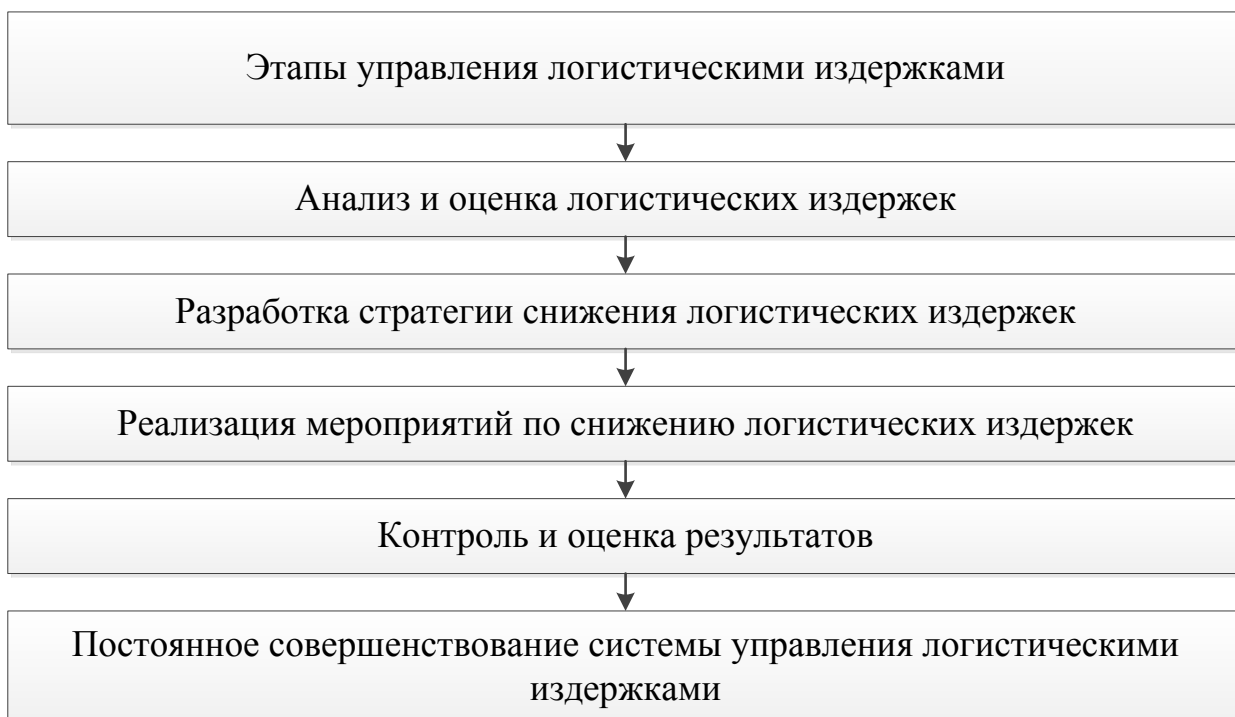 Этапы управления логистическими издержками
Анализ и оценка логистических издержек
Разработка стратегии снижения логистических издержек
Реализация мероприятий по снижению логистических издержек
Контроль и оценка результатов
Постоянное совершенствование системы управления логистическими
издержками